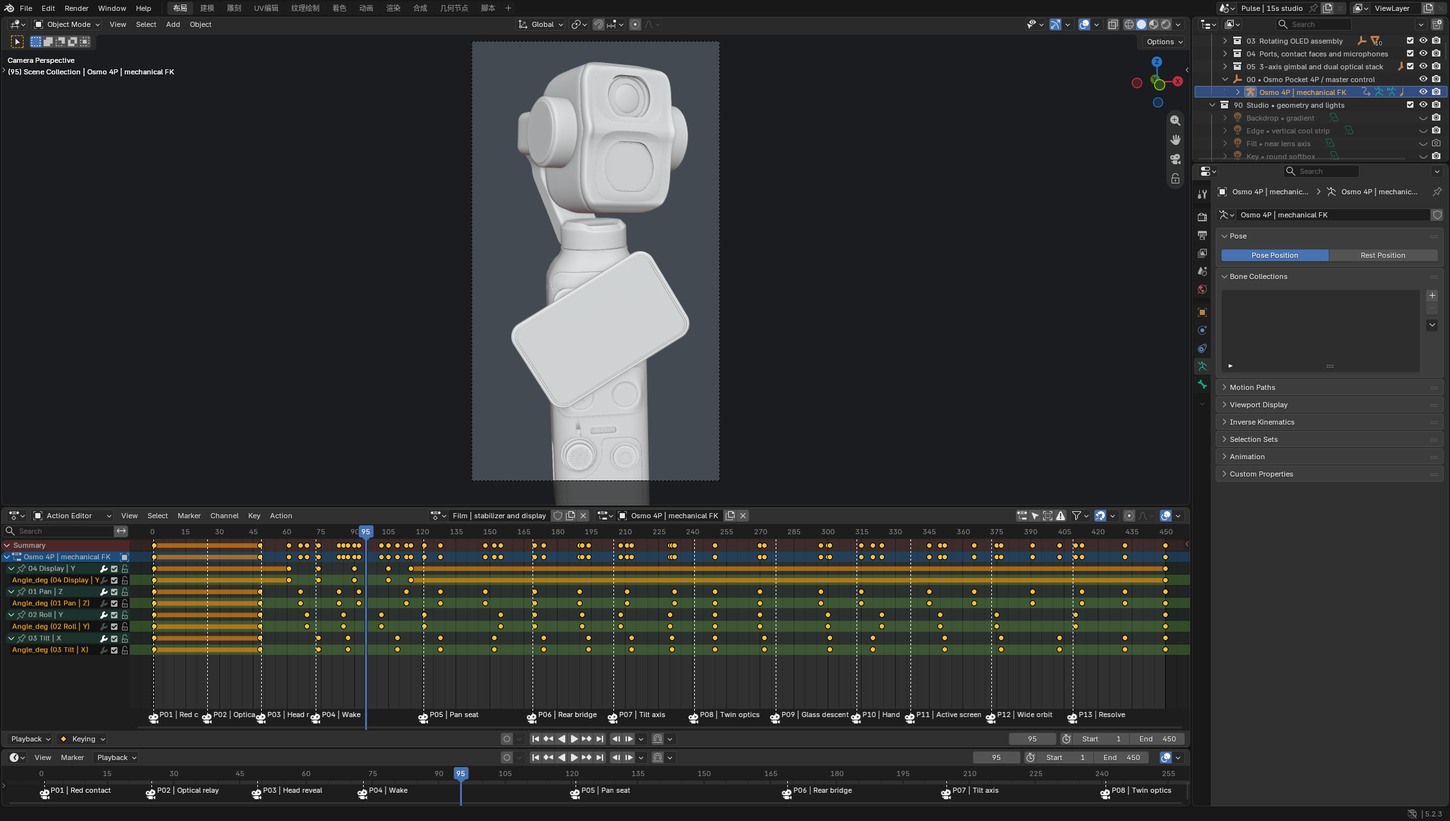 File Edit Render Window Help 布局 建模 雕刻 UV编辑 纹理绘制 着色 动画 渲染 合成 几何节点 脚本 +
Pulse | 15s studio ViewLayer
Object Mode View Select Add Object Global
Options
Camera Perspective
(95) Scene Collection | Osmo 4P | mechanical FK
Z
X
Search
03 Rotating OLED assembly
04 Ports, contact faces and microphones
05 3-axis gimbal and dual optical stack
00 • Osmo Pocket 4P / master control
Osmo 4P | mechanical FK
90 Studio • geometry and lights
Backdrop • gradient
Edge • vertical cool strip
Fill • near lens axis
Key • round softbox
Search
Osmo 4P | mechanic... Osmo 4P | mechanic...
Osmo 4P | mechanical FK
Pose
Pose Position Rest Position
Bone Collections
Motion Paths
Viewport Display
Inverse Kinematics
Selection Sets
Animation
Custom Properties
Action Editor View Select Marker Channel Key Action Film | stabilizer and display Osmo 4P | mechanical FK
Search
0 15 30 45 60 75 90 95 105 120 135 150 165 180 195 210 225 240 255 270 285 300 315 330 345 360 375 390 405 420 435 450
Summary
Osmo 4P | mechanical FK
04 Display | Y
Angle_deg (04 Display | Y
01 Pan | Z
Angle_deg (01 Pan | Z)
02 Roll | Y
Angle_deg (02 Roll | Y)
03 Tilt | X
Angle_deg (03 Tilt | X)
P01 | Red c P02 | Optica P03 | Head r P04 | Wake P05 | Pan seat P06 | Rear bridge P07 | Tilt axis P08 | Twin optics P09 | Glass descent P10 | Hand P11 | Active screen P12 | Wide orbit P13 | Resolve
Playback Keying 95 Start 1 End 450
View Marker Playback 95 Start 1 End 450
0 15 30 45 60 75 90 95 105 120 135 150 165 180 195 210 225 240 255
P01 | Red contact P02 | Optical relay P03 | Head reveal P04 | Wake P05 | Pan seat P06 | Rear bridge P07 | Tilt axis P08 | Twin optics
5.2.3